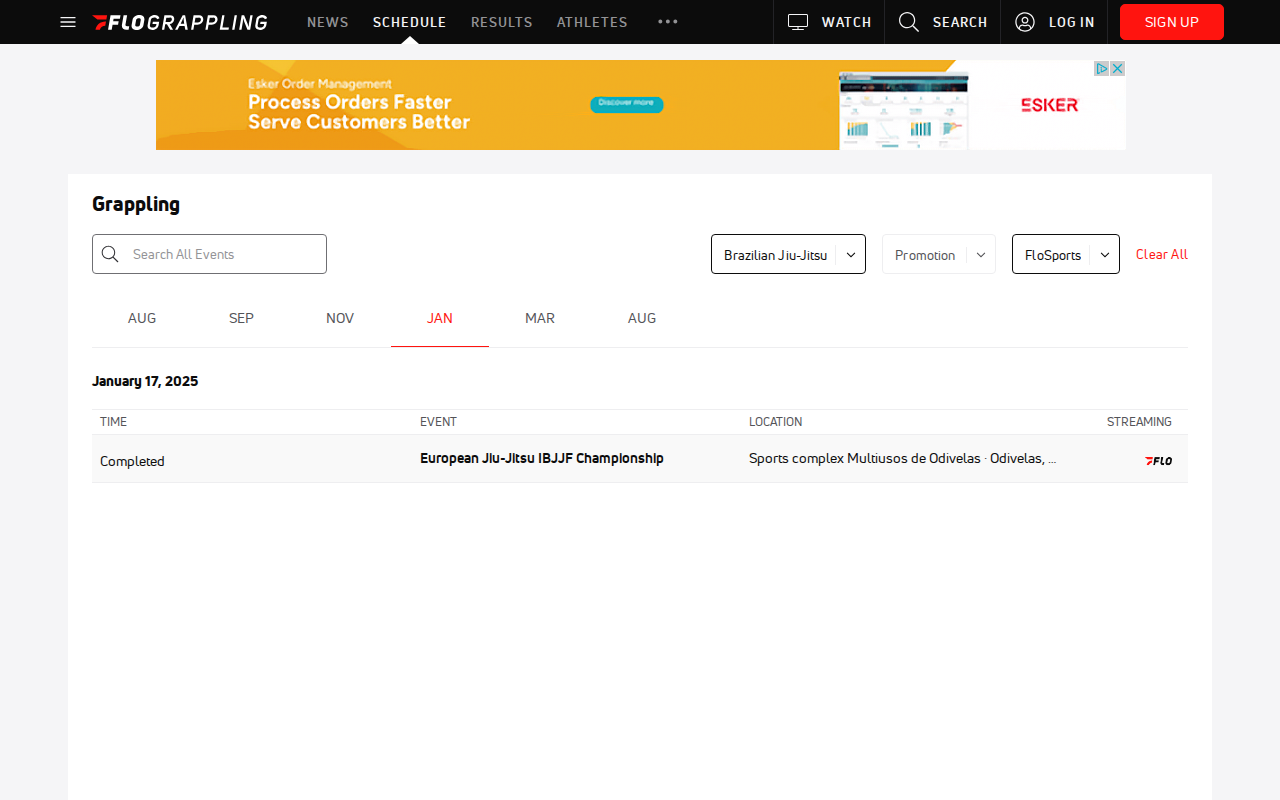 FLOGRAPPLING NEWS SCHEDULE RESULTS ATHLETES WATCH SEARCH LOG IN SIGN UP
Esker Order Management
Process Orders Faster
Serve Customers Better
Discover more
ESKER
Grappling
Search All Events
Brazilian Jiu-Jitsu
Promotion
FloSports
Clear All
AUG SEP NOV JAN MAR AUG
January 17, 2025
TIME EVENT LOCATION STREAMING
Completed European Jiu-Jitsu IBJJF Championship Sports complex Multiusos de Odivelas · Odivelas, ... FLO